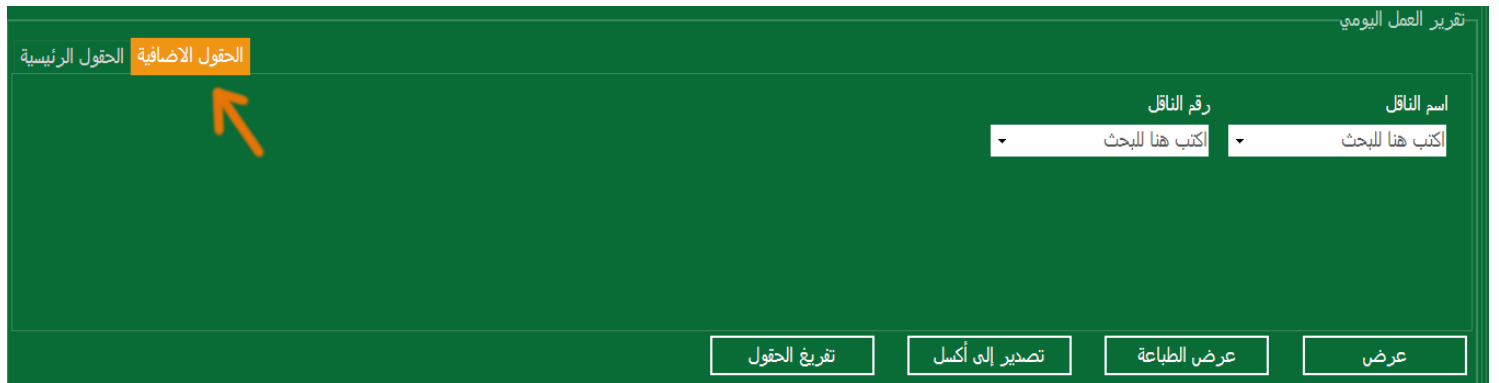 تقرير العمل اليومي
الحقول الاضافية الحقول الرئيسية
اسم الناقل رقم الناقل
اكتب هنا للبحث اكتب هنا للبحث
عرض عرض الطباعة تصدير إلى أكسل تفريغ الحقول